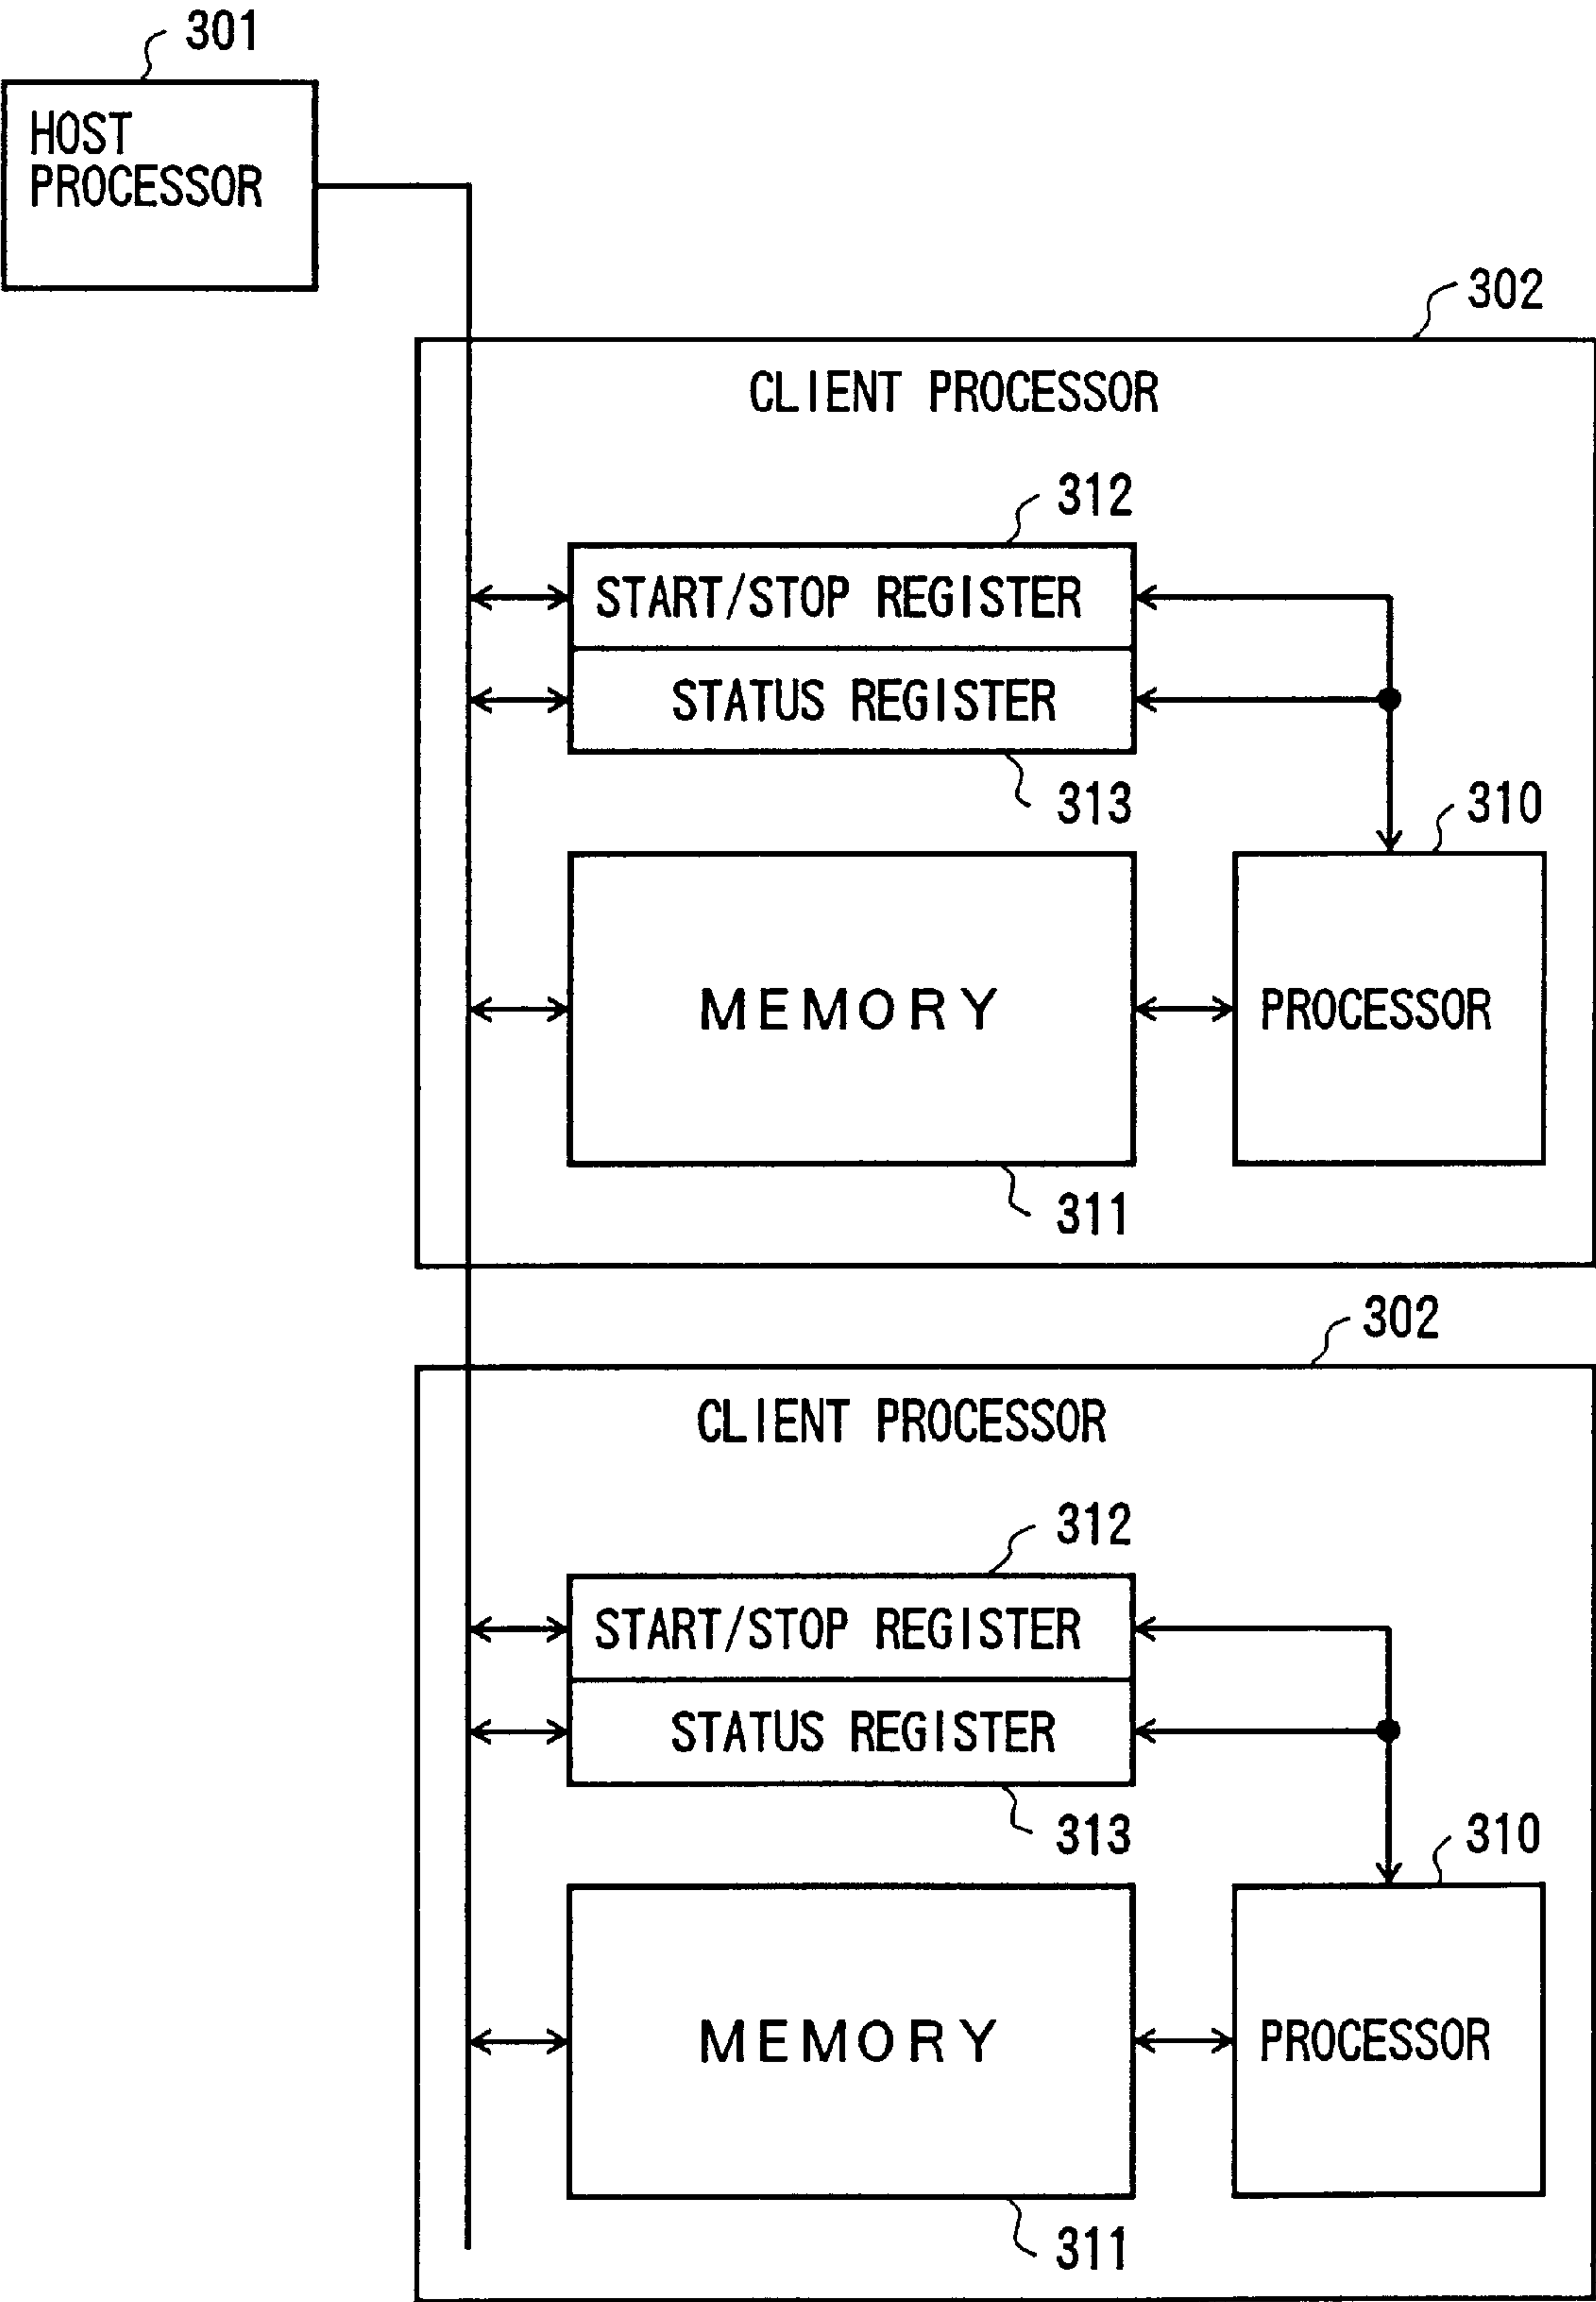 301
HOST
PROCESSOR
302
CLIENT PROCESSOR
312
START/STOP REGISTER
STATUS REGISTER
313
310
MEMORY
PROCESSOR
311
302
CLIENT PROCESSOR
312
START/STOP REGISTER
STATUS REGISTER
313
310
MEMORY
PROCESSOR
311